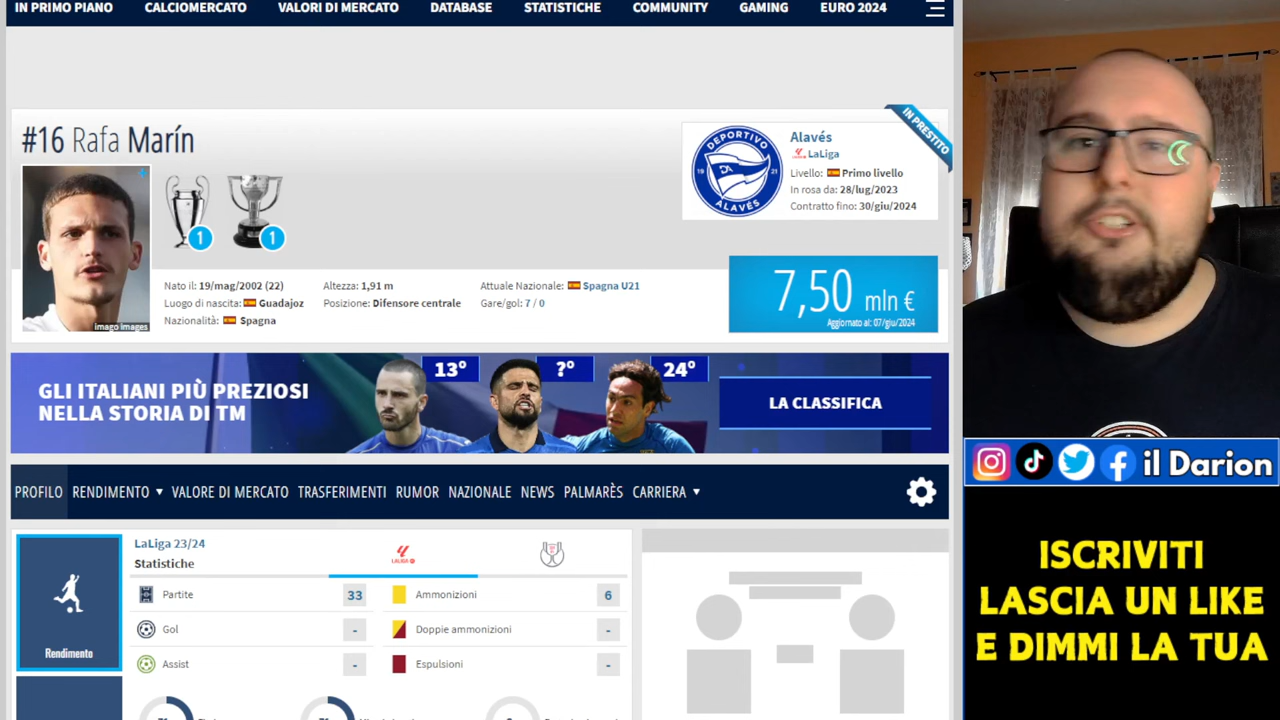 IN PRIMO PIANO CALCIOMERCATO VALORI DI MERCATO DATABASE STATISTICHE COMMUNITY GAMING EURO 2024
#16 Rafa Marín
1
1
imago images
Nato il: 19/mag/2002 (22)
Luogo di nascita: Guadajoz
Nazionalità: Spagna
Altezza: 1,91 m
Posizione: Difensore centrale
Attuale Nazionale: Spagna U21
Gare/gol: 7 / 0
IN PRESTITO
DEPORTIVO
19 21
ALAVÉS
Alavés
LaLiga
Livello: Primo livello
In rosa da: 28/lug/2023
Contratto fino: 30/giu/2024
7,50 mln €
Aggiornato al: 07/giu/2024
GLI ITALIANI PIÙ PREZIOSI
NELLA STORIA DI TM
13° ?° 24°
LA CLASSIFICA
PROFILO RENDIMENTO ▼ VALORE DI MERCATO TRASFERIMENTI RUMOR NAZIONALE NEWS PALMARÈS CARRIERA ▼
Rendimento
LaLiga 23/24
Statistiche
LALIGA
Partite 33 Ammonizioni 6
Gol - Doppie ammonizioni -
Assist - Espulsioni -
il Darion
ISCRIVITI
LASCIA UN LIKE
E DIMMI LA TUA